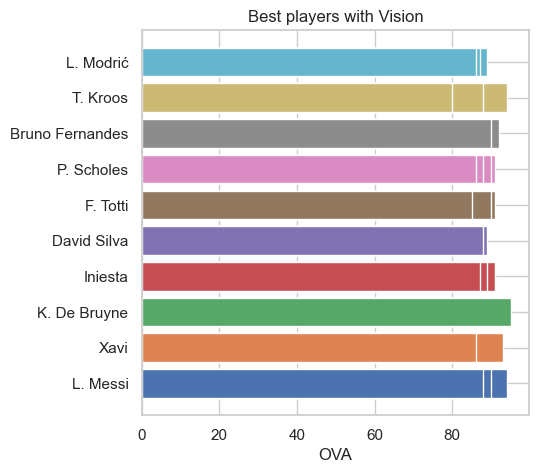 Best players with Vision
L. Modrić
T. Kroos
Bruno Fernandes
P. Scholes
F. Totti
David Silva
Iniesta
K. De Bruyne
Xavi
L. Messi
0 20 40 60 80
OVA